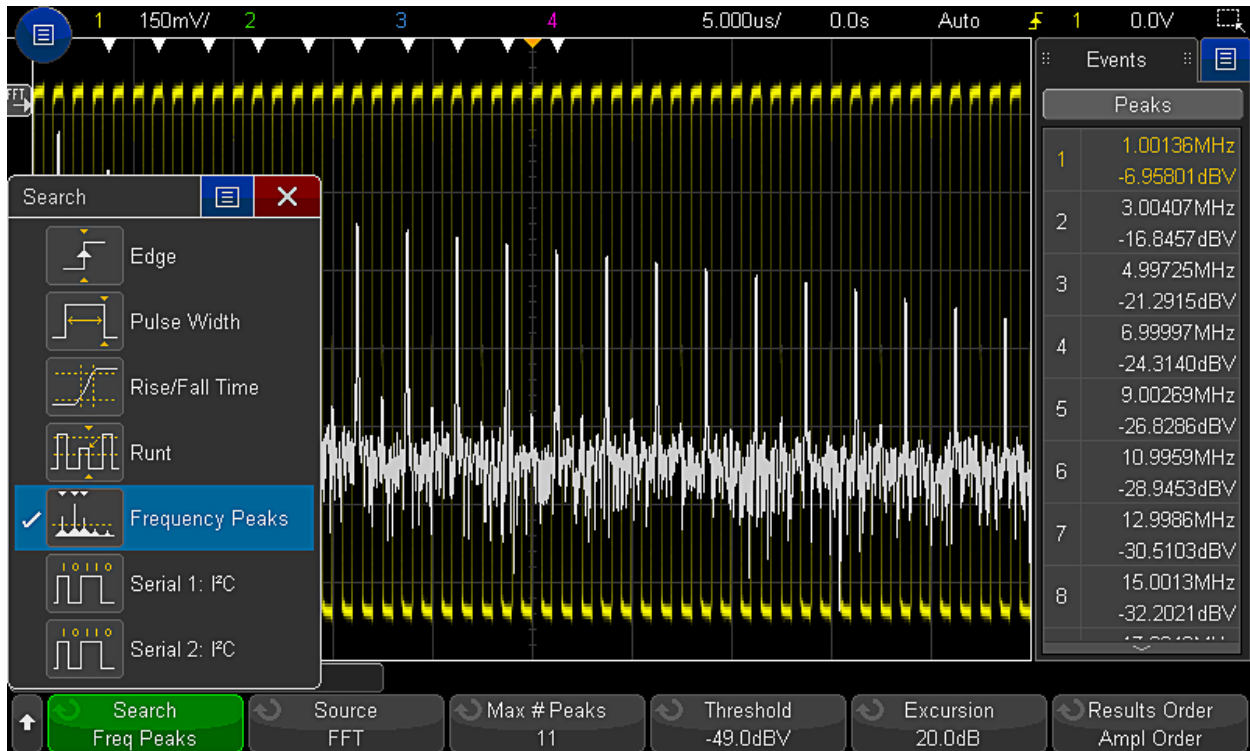 1 150mV/ 2 3 4 5.000us/ 0.0s Auto 1 0.0V
FFT
Events
Peaks
1 1.00136MHz
-6.95801dBV
2 3.00407MHz
-16.8457dBV
3 4.99725MHz
-21.2915dBV
4 6.99997MHz
-24.3140dBV
5 9.00269MHz
-26.8286dBV
6 10.9959MHz
-28.9453dBV
7 12.9986MHz
-30.5103dBV
8 15.0013MHz
-32.2021dBV
Search
Edge
Pulse Width
Rise/Fall Time
Runt
Frequency Peaks
10110
Serial 1: I²C
10110
Serial 2: I²C
Search
Freq Peaks
Source
FFT
Max # Peaks
11
Threshold
-49.0dBV
Excursion
20.0dB
Results Order
Ampl Order